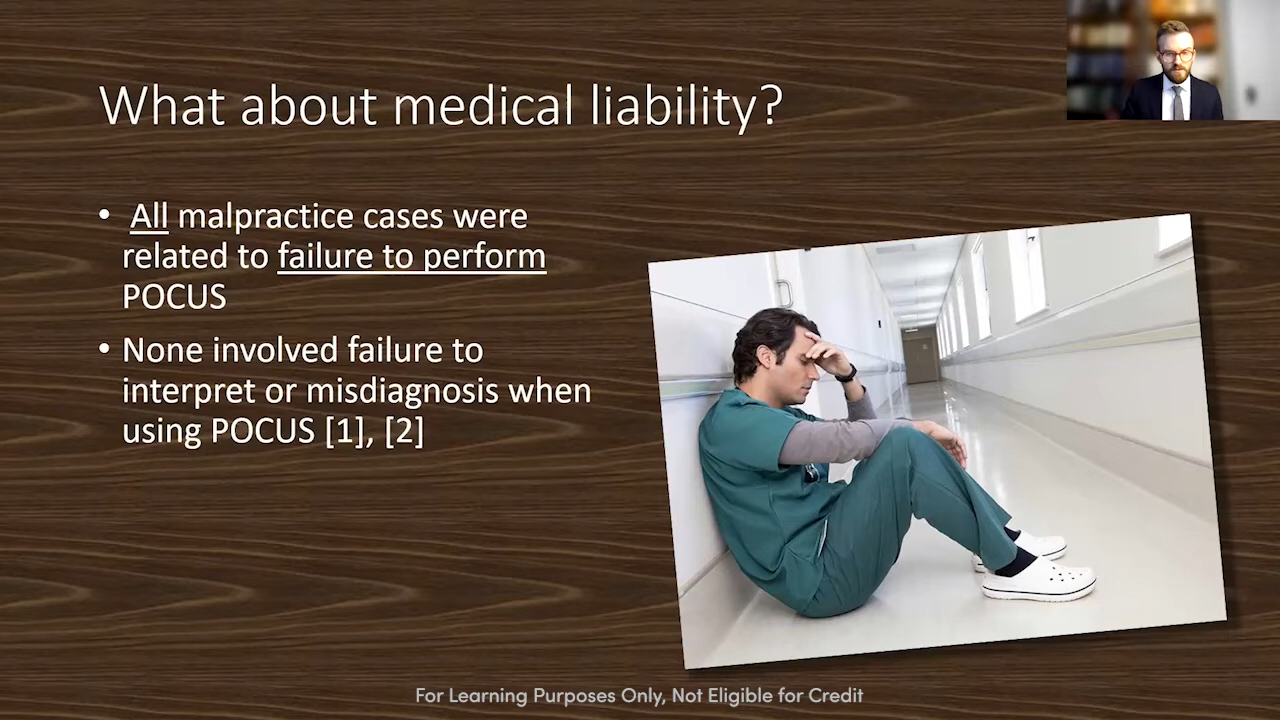 What about medical liability?
• All malpractice cases were
related to failure to perform
POCUS
• None involved failure to
interpret or misdiagnosis when
using POCUS [1], [2]
For Learning Purposes Only, Not Eligible for Credit